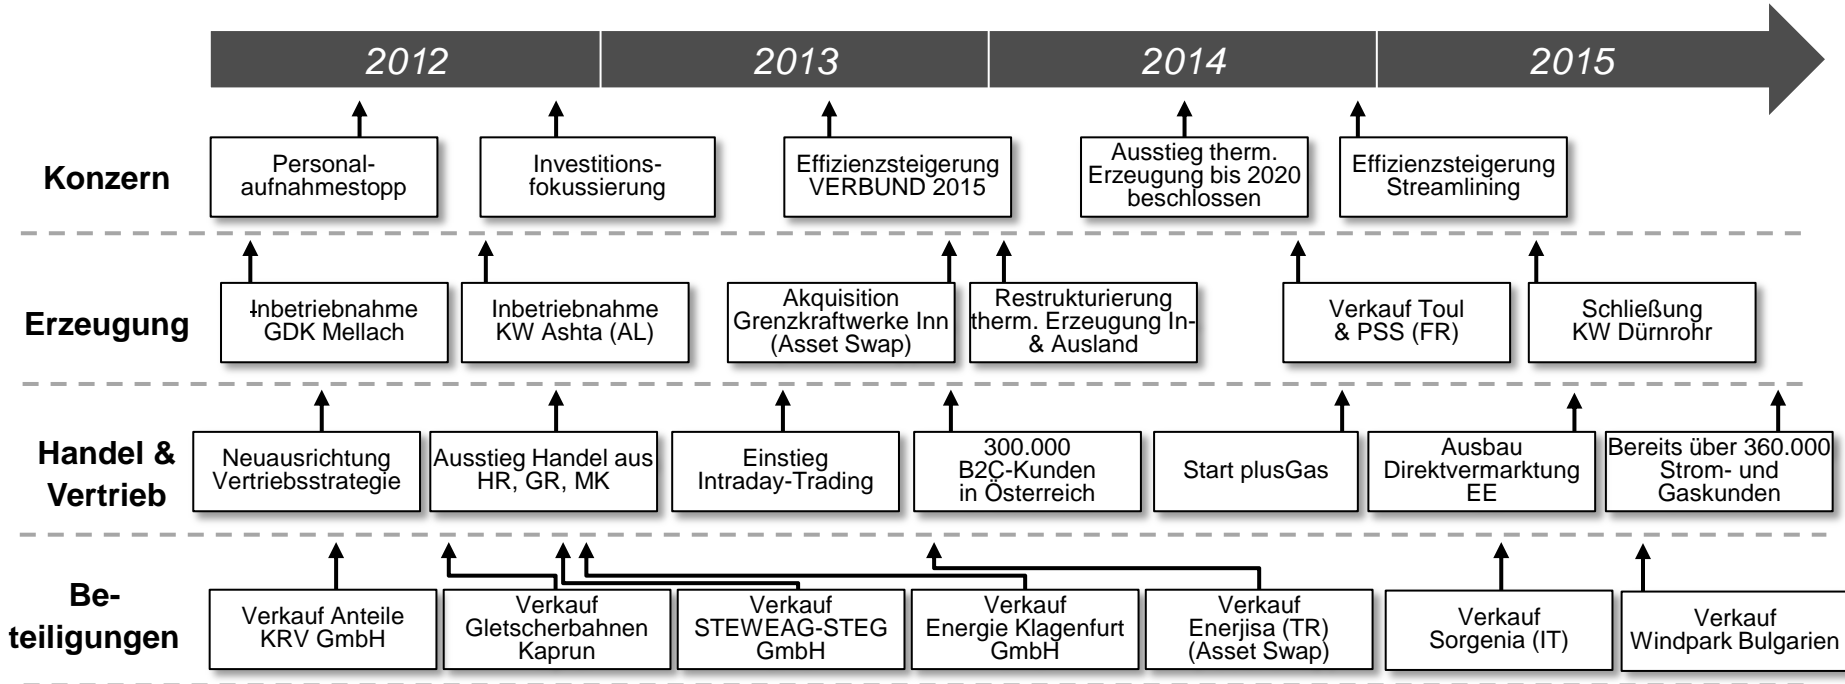 2012
2013
2014
2015
Konzern
Personal-
aufnahmestopp
Investitions-
fokussierung
Effizienzsteigerung
VERBUND 2015
Ausstieg therm.
Erzeugung bis 2020
beschlossen
Effizienzsteigerung
Streamlining
Erzeugung
Inbetriebnahme
GDK Mellach
Inbetriebnahme
KW Ashta (AL)
Akquisition
Grenzkraftwerke Inn
(Asset Swap)
Restrukturierung
therm. Erzeugung In-
& Ausland
Verkauf Toul
& PSS (FR)
Schließung
KW Dürnrohr
Handel &
Vertrieb
Neuausrichtung
Vertriebsstrategie
Ausstieg Handel aus
HR, GR, MK
Einstieg
Intraday-Trading
300.000
B2C-Kunden
in Österreich
Start plusGas
Ausbau
Direktvermarktung
EE
Bereits über 360.000
Strom- und
Gaskunden
Be-
teiligungen
Verkauf Anteile
KRV GmbH
Verkauf
Gletscherbahnen
Kaprun
Verkauf
STEWEAG-STEG
GmbH
Verkauf
Energie Klagenfurt
GmbH
Verkauf
Enerjisa (TR)
(Asset Swap)
Verkauf
Sorgenia (IT)
Verkauf
Windpark Bulgarien